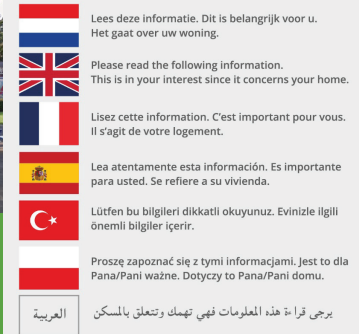 Lees deze informatie. Dit is belangrijk voor u.
Het gaat over uw woning.
Please read the following information.
This is in your interest since it concerns your home.
Lisez cette information. C'est important pour vous.
Il s'agit de votre logement.
Lea atentamente esta información. Es importante
para usted. Se refiere a su vivienda.
Lütfen bu bilgileri dikkatli okuyunuz. Evinizle ilgili
önemli bilgiler içerir.
Proszę zapoznać się z tymi informacjami. Jest to dla
Pana/Pani ważne. Dotyczy to Pana/Pani domu.
العربية
يرجى قراءة هذه المعلومات فهي تهمك وتتعلق بالمسكن